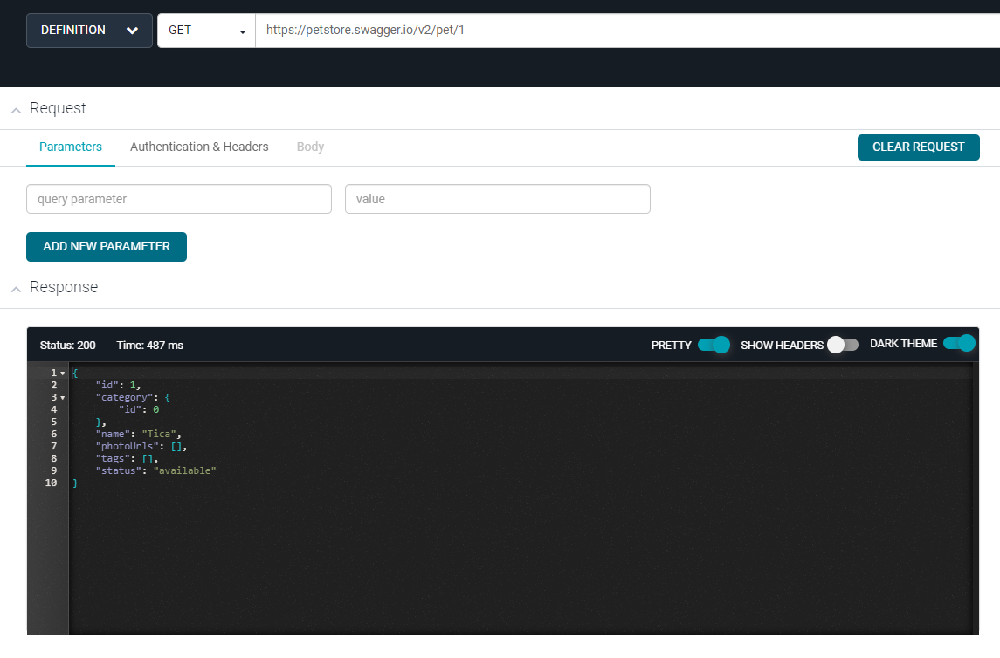 DEFINITION GET https://petstore.swagger.io/v2/pet/1
Request
Parameters Authentication & Headers Body CLEAR REQUEST
query parameter value
ADD NEW PARAMETER
Response
Status: 200 Time: 487 ms PRETTY SHOW HEADERS DARK THEME
1 {
2 "id": 1,
3 "category": {
4 "id": 0
5 },
6 "name": "Tica",
7 "photoUrls": [],
8 "tags": [],
9 "status": "available"
10 }